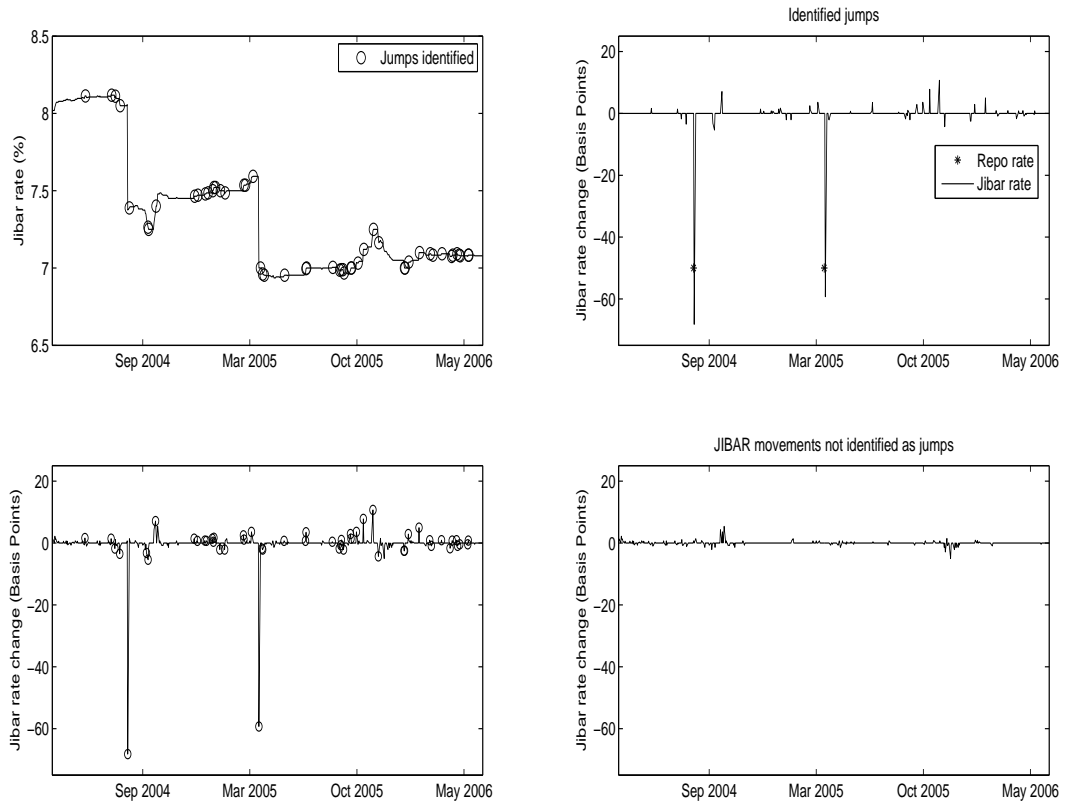 8.5
8
7.5
7
6.5
Jibar rate (%)
Jumps identified
Sep 2004
Mar 2005
Oct 2005
May 2006
Identified jumps
20
0
−20
−40
−60
Jibar rate change (Basis Points)
Repo rate
Jibar rate
Sep 2004
Mar 2005
Oct 2005
May 2006
20
0
−20
−40
−60
Jibar rate change (Basis Points)
Sep 2004
Mar 2005
Oct 2005
May 2006
JIBAR movements not identified as jumps
20
0
−20
−40
−60
Jibar rate change (Basis Points)
Sep 2004
Mar 2005
Oct 2005
May 2006